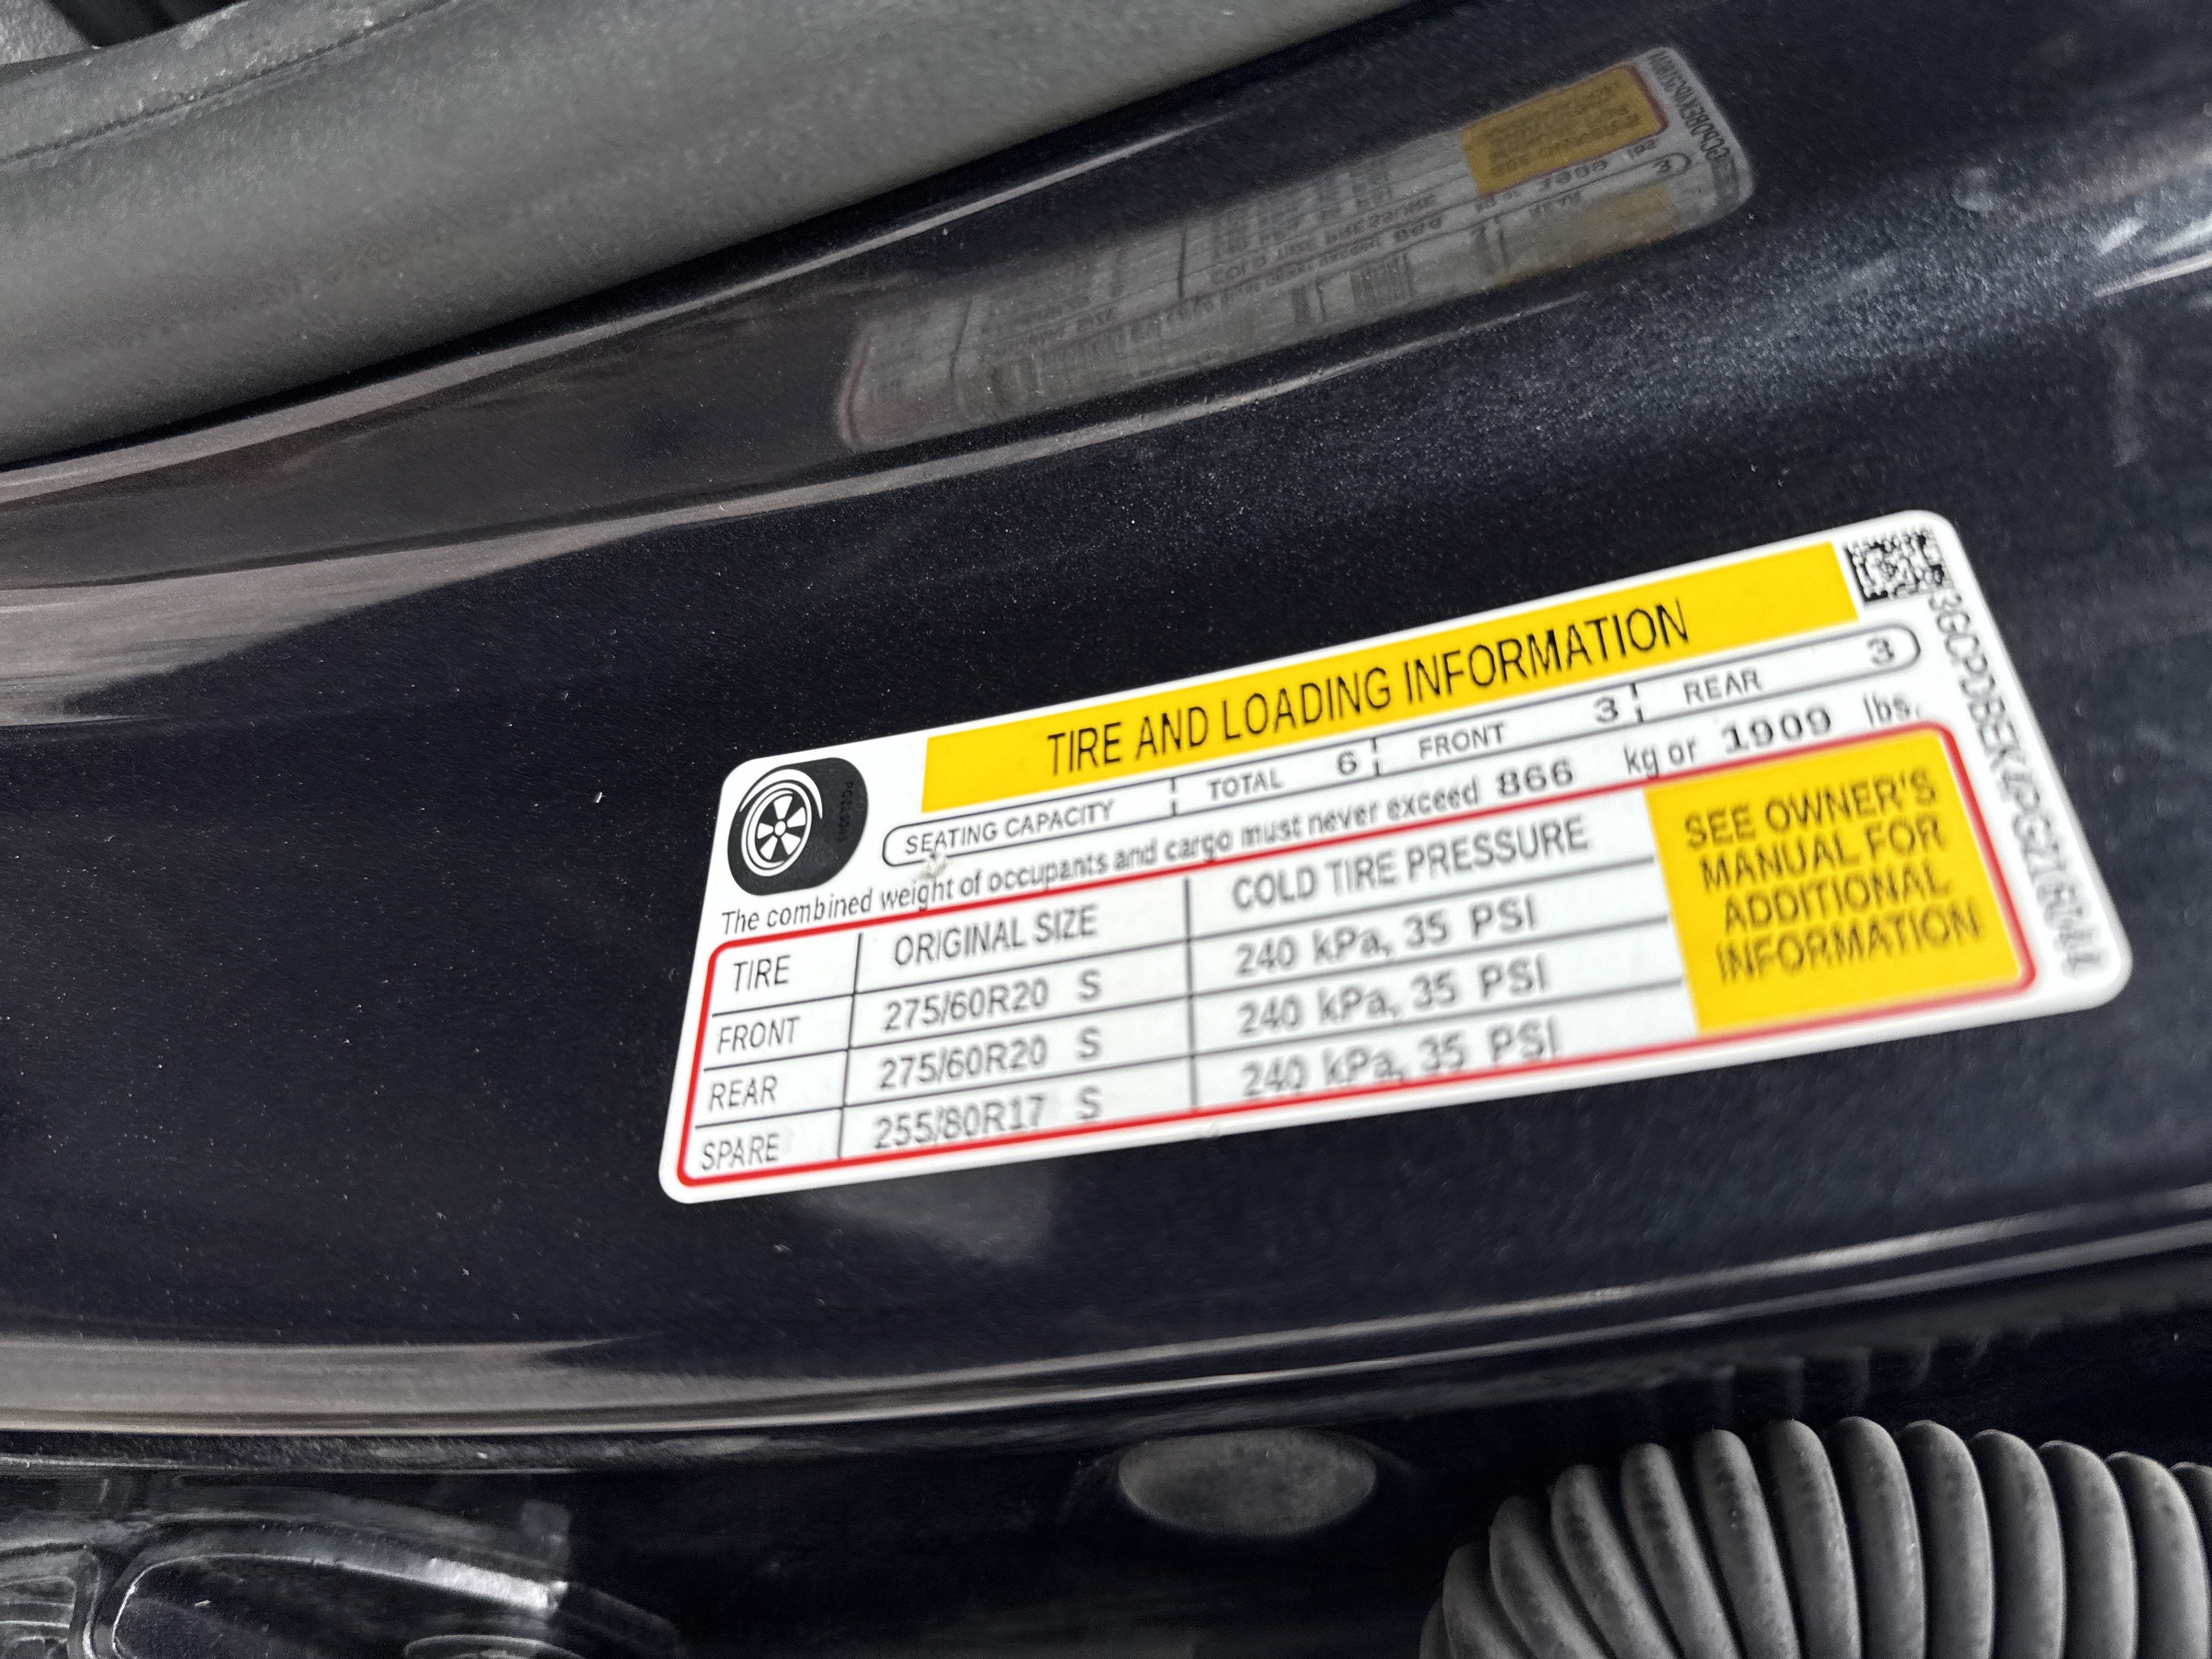 TIRE AND LOADING INFORMATION
SEATING CAPACITY TOTAL 6 FRONT 3 REAR 3
The combined weight of occupants and cargo must never exceed 866 kg or 1909 lbs.
TIRE ORIGINAL SIZE COLD TIRE PRESSURE
FRONT 275/60R20 S 240 kPa, 35 PSI
REAR 275/60R20 S 240 kPa, 35 PSI
SPARE 255/80R17 S 240 kPa, 35 PSI
SEE OWNER'S
MANUAL FOR
ADDITIONAL
INFORMATION